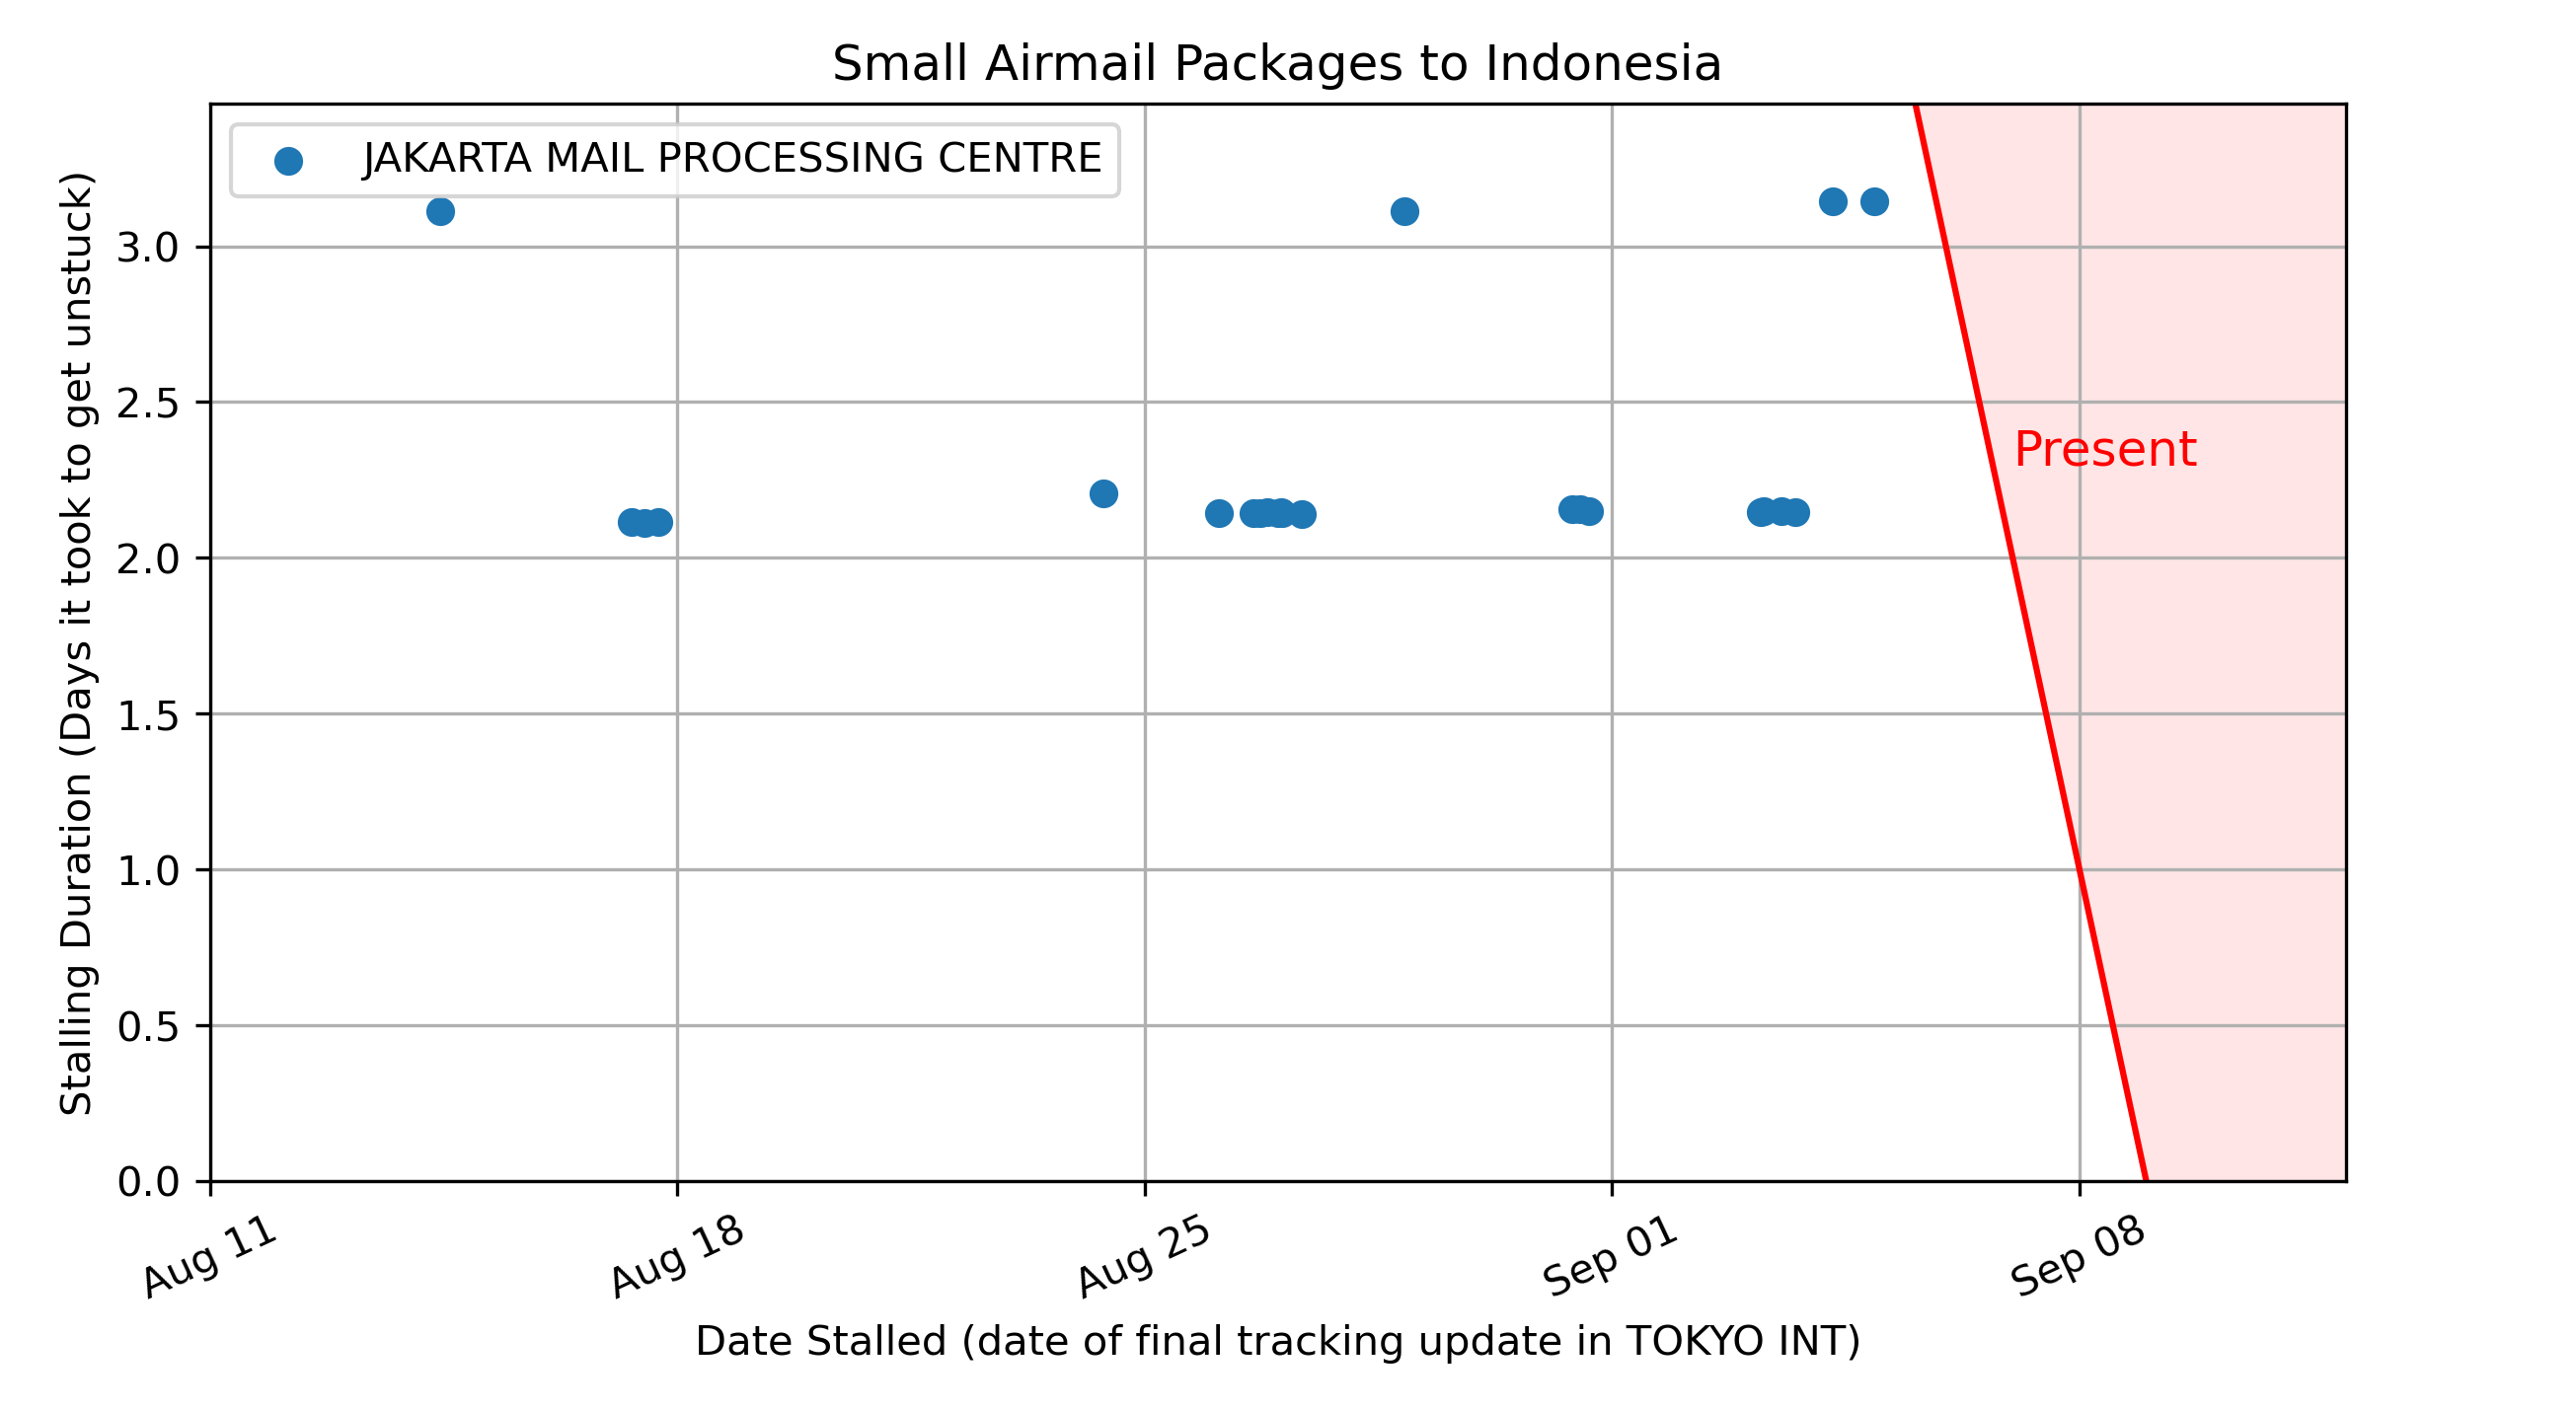 Small Airmail Packages to Indonesia
JAKARTA MAIL PROCESSING CENTRE
Stalling Duration (Days it took to get unstuck)
3.0
2.5
2.0
1.5
1.0
0.5
0.0
Present
Aug 11
Aug 18
Aug 25
Sep 01
Sep 08
Date Stalled (date of final tracking update in TOKYO INT)